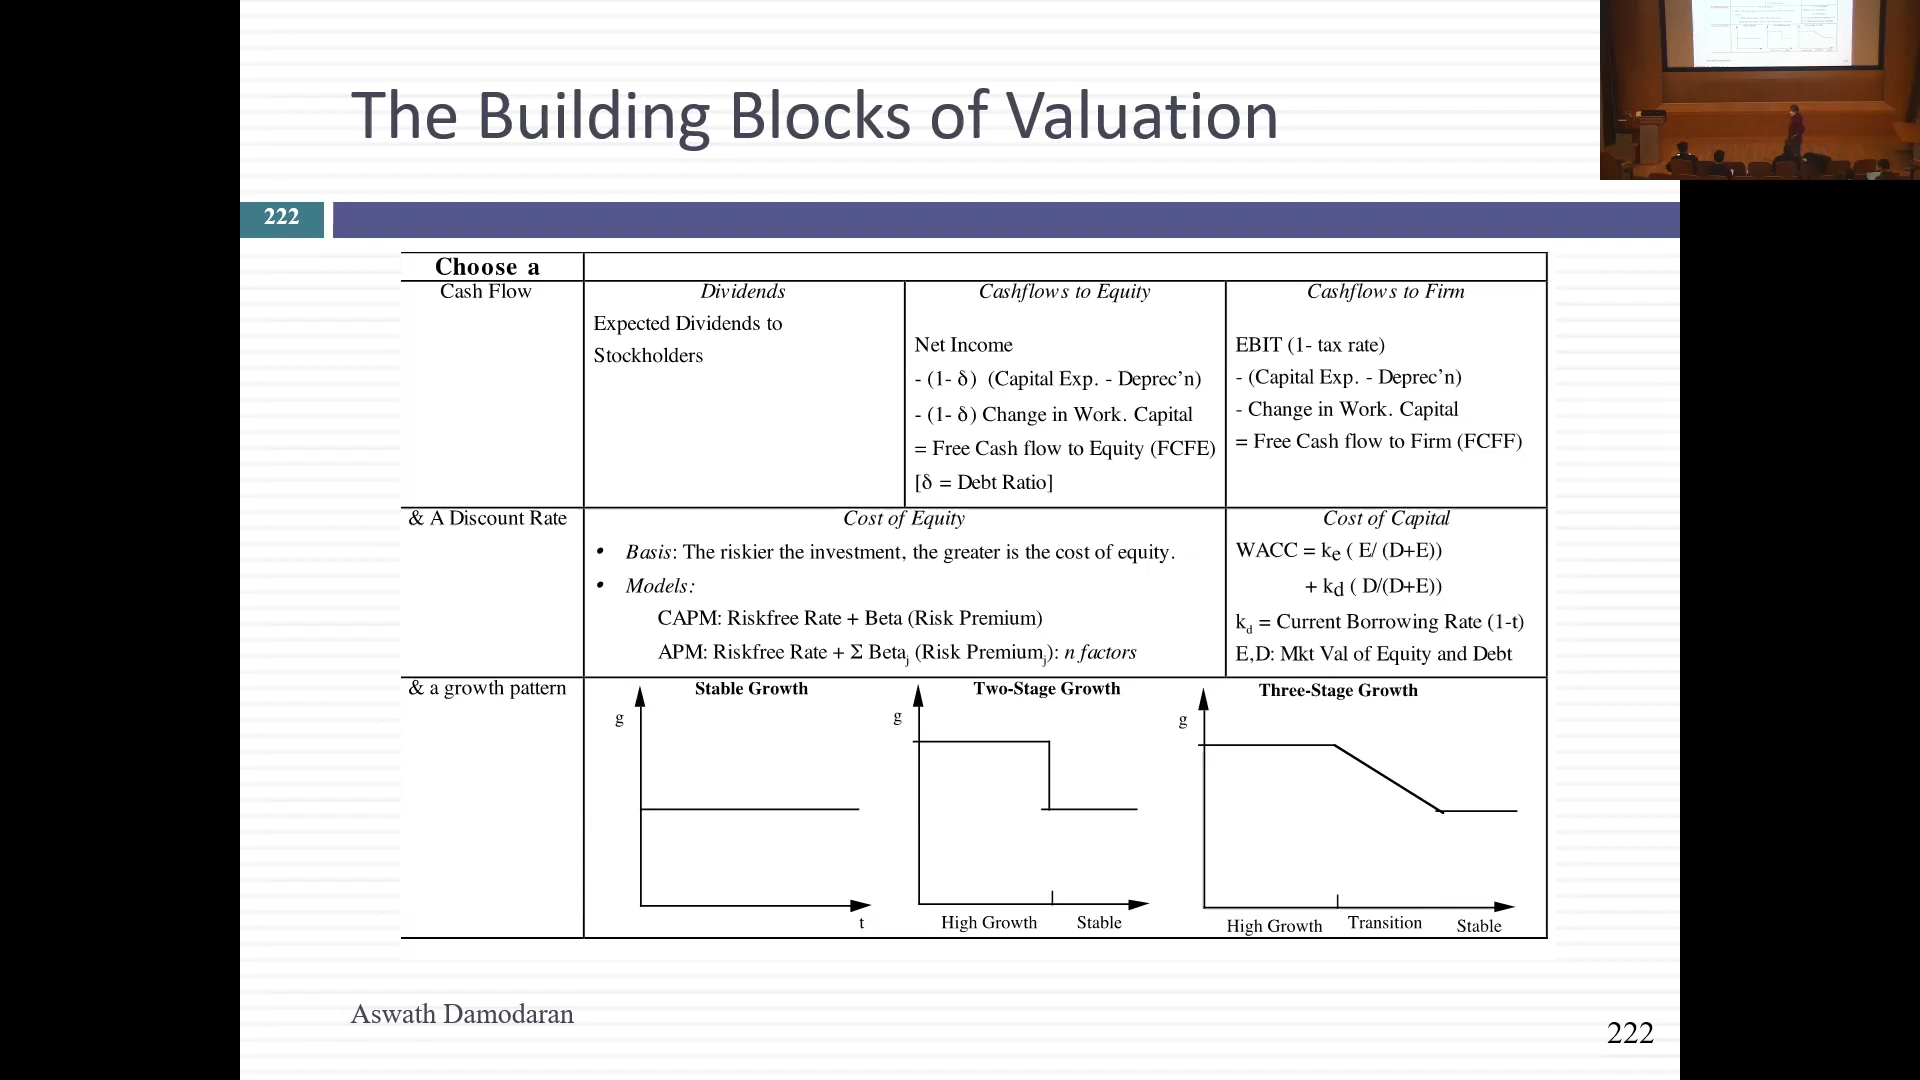 The Building Blocks of Valuation
222
Choose a
Cash Flow
Dividends
Expected Dividends to
Stockholders
Cashflows to Equity
Net Income
- (1- δ) (Capital Exp. - Deprec’n)
- (1- δ) Change in Work. Capital
= Free Cash flow to Equity (FCFE)
[δ = Debt Ratio]
Cashflows to Firm
EBIT (1- tax rate)
- (Capital Exp. - Deprec’n)
- Change in Work. Capital
= Free Cash flow to Firm (FCFF)
& A Discount Rate
Cost of Equity
• Basis: The riskier the investment, the greater is the cost of equity.
• Models:
CAPM: Riskfree Rate + Beta (Risk Premium)
APM: Riskfree Rate + Σ Betaj (Risk Premiumj): n factors
Cost of Capital
WACC = ke ( E/ (D+E))
+ kd ( D/(D+E))
kd = Current Borrowing Rate (1-t)
E,D: Mkt Val of Equity and Debt
& a growth pattern
Stable Growth
g
t
Two-Stage Growth
g
High Growth Stable
Three-Stage Growth
g
High Growth Transition Stable
Aswath Damodaran
222